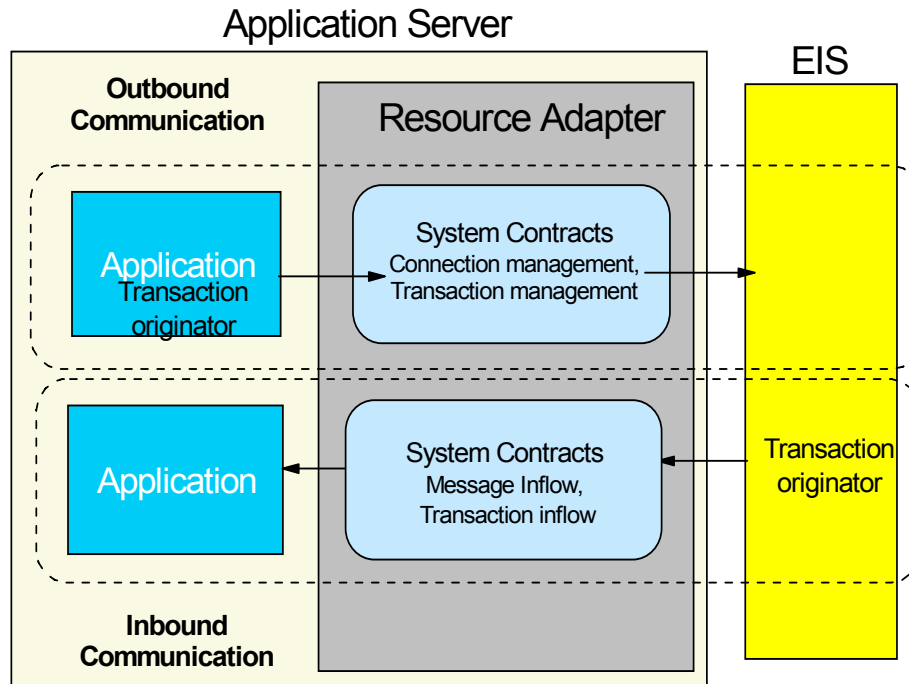 Application Server
EIS
Outbound
Communication
Resource Adapter
Application
Transaction
originator
System Contracts
Connection management,
Transaction management
Application
System Contracts
Message Inflow,
Transaction inflow
Transaction
originator
Inbound
Communication